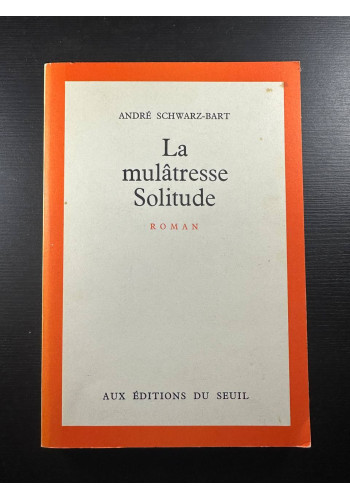 ANDRÉ SCHWARZ-BART
La
mulâtresse
Solitude
ROMAN
AUX ÉDITIONS DU SEUIL